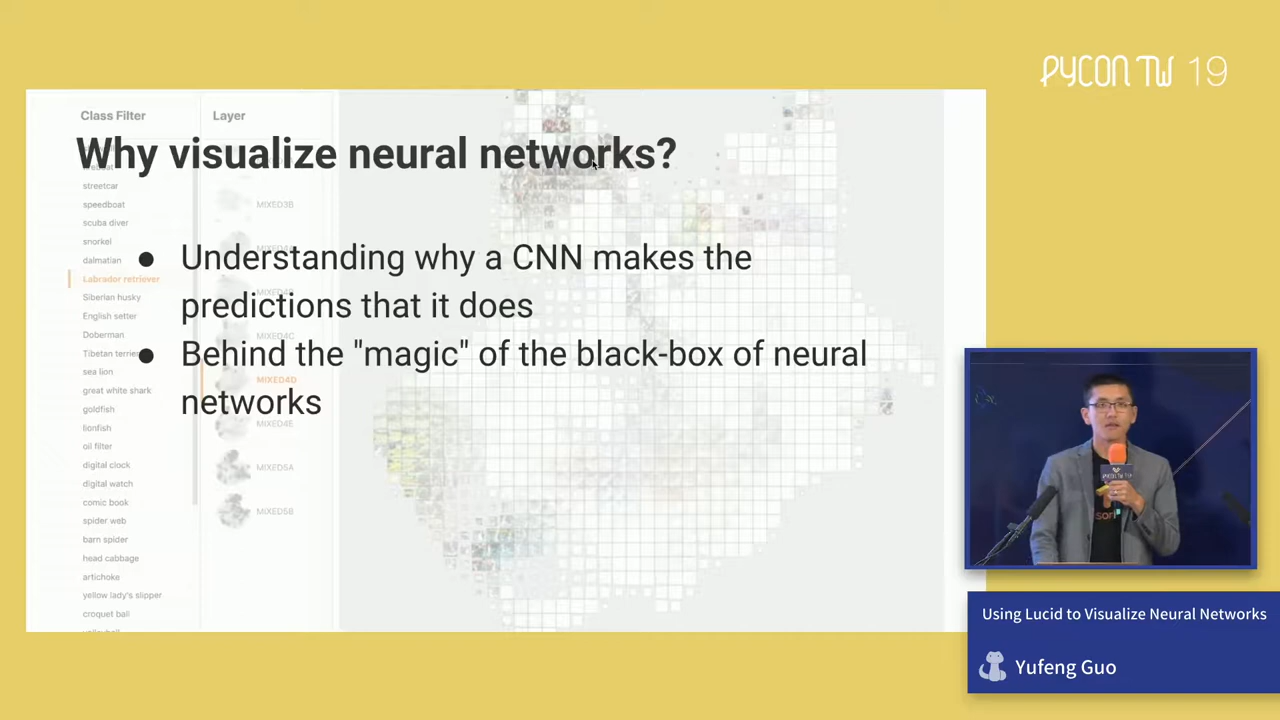 PYCON TW 19
Class Filter
Layer
Why visualize neural networks?
streetcar
speedboat
MIXED3B
scuba diver
snorkel
● Understanding why a CNN makes the
dalmatian
Labrador retriever
Siberian husky
predictions that it does
English setter
Doberman
MIXED4C
● Behind the "magic" of the black-box of neural
Tibetan terrier
sea lion
MIXED4D
great white shark
networks
goldfish
MIXED4E
lionfish
oil filter
digital clock
MIXED5A
digital watch
comic book
MIXED5B
spider web
barn spider
head cabbage
artichoke
yellow lady's slipper
croquet ball
Using Lucid to Visualize Neural Networks
Yufeng Guo